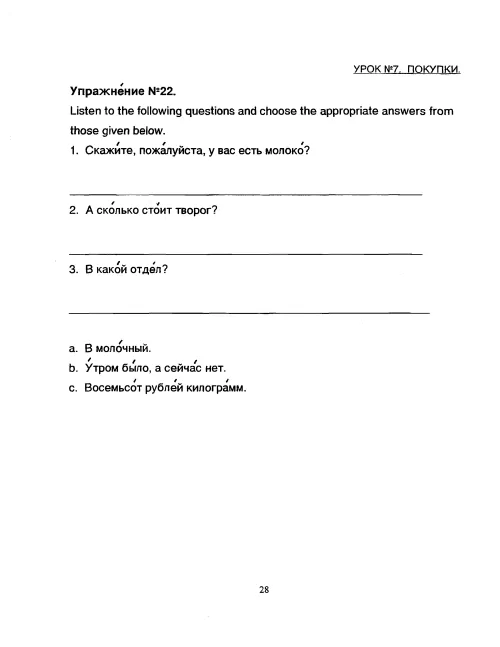 УРОК №7. ПОКУПКИ.
Упражне́ние №22.
Listen to the following questions and choose the appropriate answers from
those given below.
1. Скажи́те, пожа́луйста, у вас есть молоко́?
2. А ско́лько сто́ит творог?
3. В како́й отде́л?
a. В моло́чный.
b. У́тром бы́ло, а сейча́с нет.
c. Восемьсо́т рубле́й килогра́мм.
28